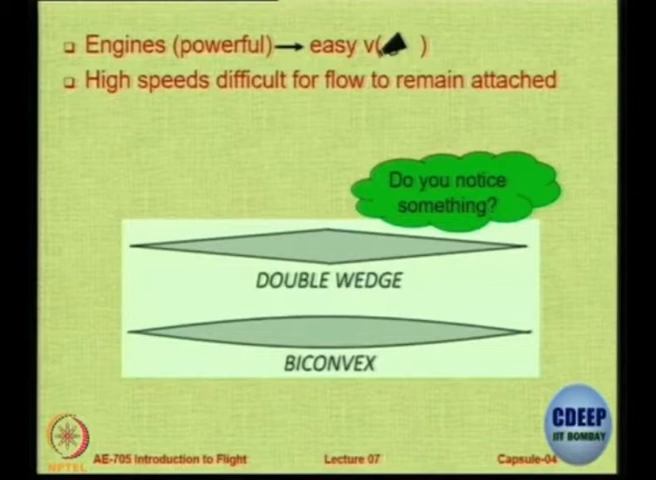 Engines (powerful) → easy v( )
High speeds difficult for flow to remain attached
Do you notice
something?
DOUBLE WEDGE
BICONVEX
NPTEL
AE-705 Introduction to Flight
Lecture 07
Capsule-04
CDEEP
IIT BOMBAY